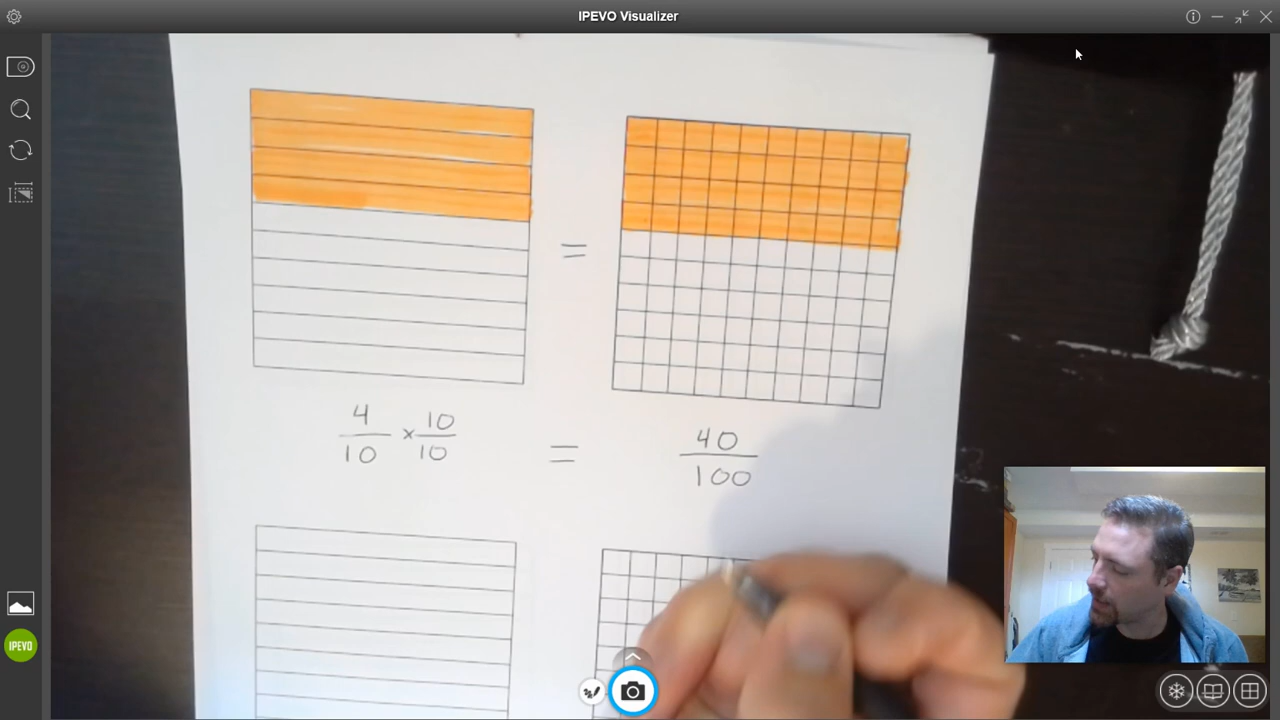 IPEVO Visualizer
=
4/10 × 10/10 = 40/100
IPEVO